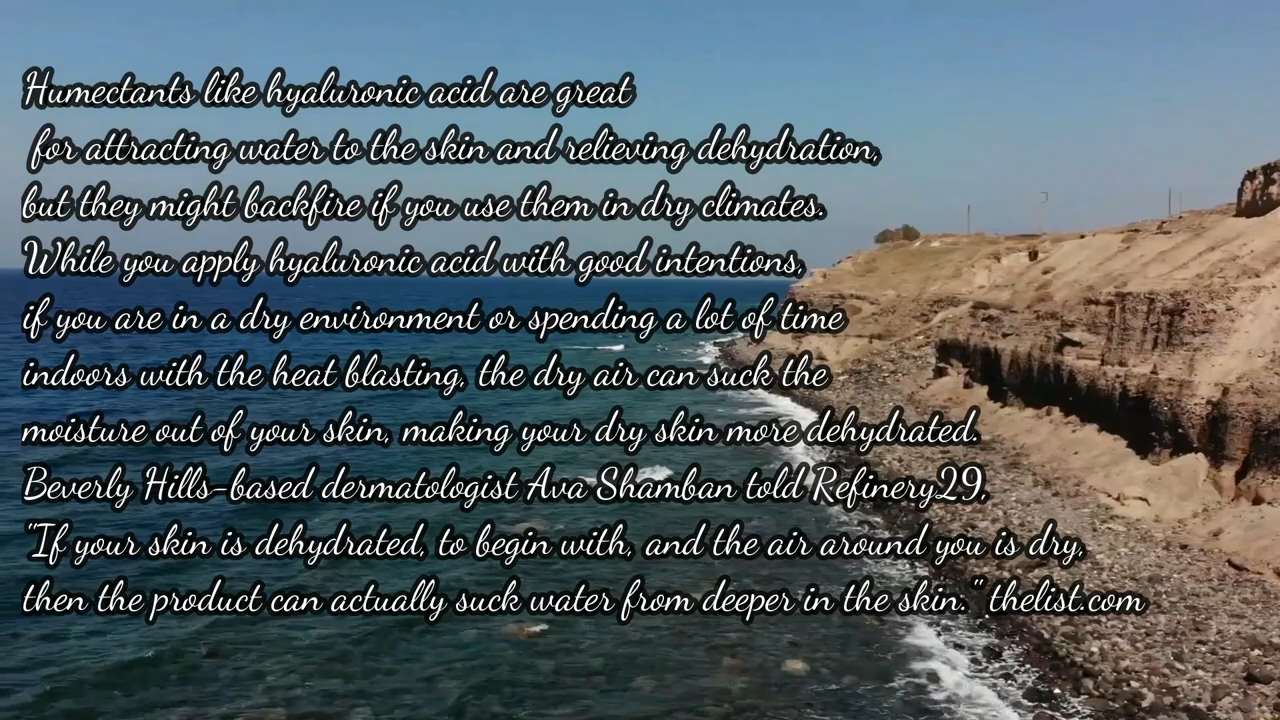 Humectants like hyaluronic acid are great
for attracting water to the skin and relieving dehydration,
but they might backfire if you use them in dry climates.
While you apply hyaluronic acid with good intentions,
if you are in a dry environment or spending a lot of time
indoors with the heat blasting, the dry air can suck the
moisture out of your skin, making your dry skin more dehydrated.
Beverly Hills-based dermatologist Ava Shamban told Refinery29,
"If your skin is dehydrated, to begin with, and the air around you is dry,
then the product can actually suck water from deeper in the skin." thelist.com